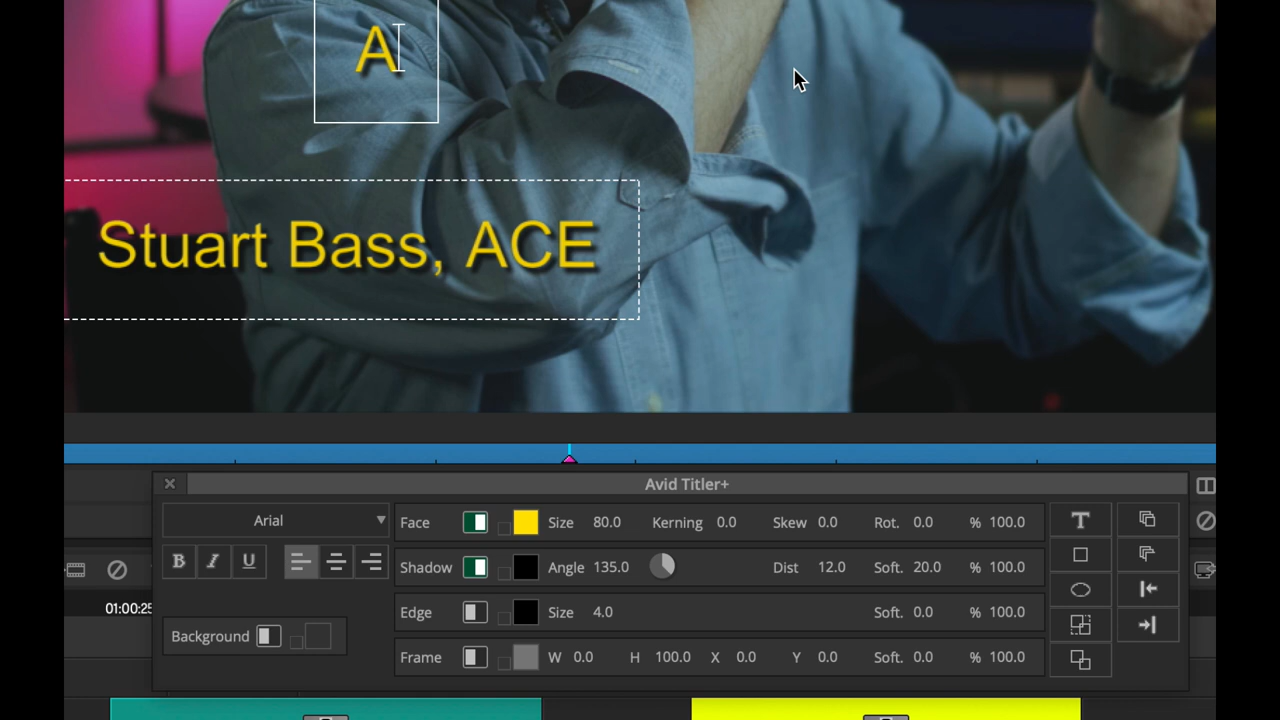 A
Stuart Bass, ACE
Avid Titler+
Arial
Face Size 80.0 Kerning 0.0 Skew 0.0 Rot. 0.0 % 100.0
B I U
Shadow Angle 135.0 Dist 12.0 Soft. 20.0 % 100.0
01:00:25
Edge Size 4.0 Soft. 0.0 % 100.0
Background
Frame W 0.0 H 100.0 X 0.0 Y 0.0 Soft. 0.0 % 100.0
T